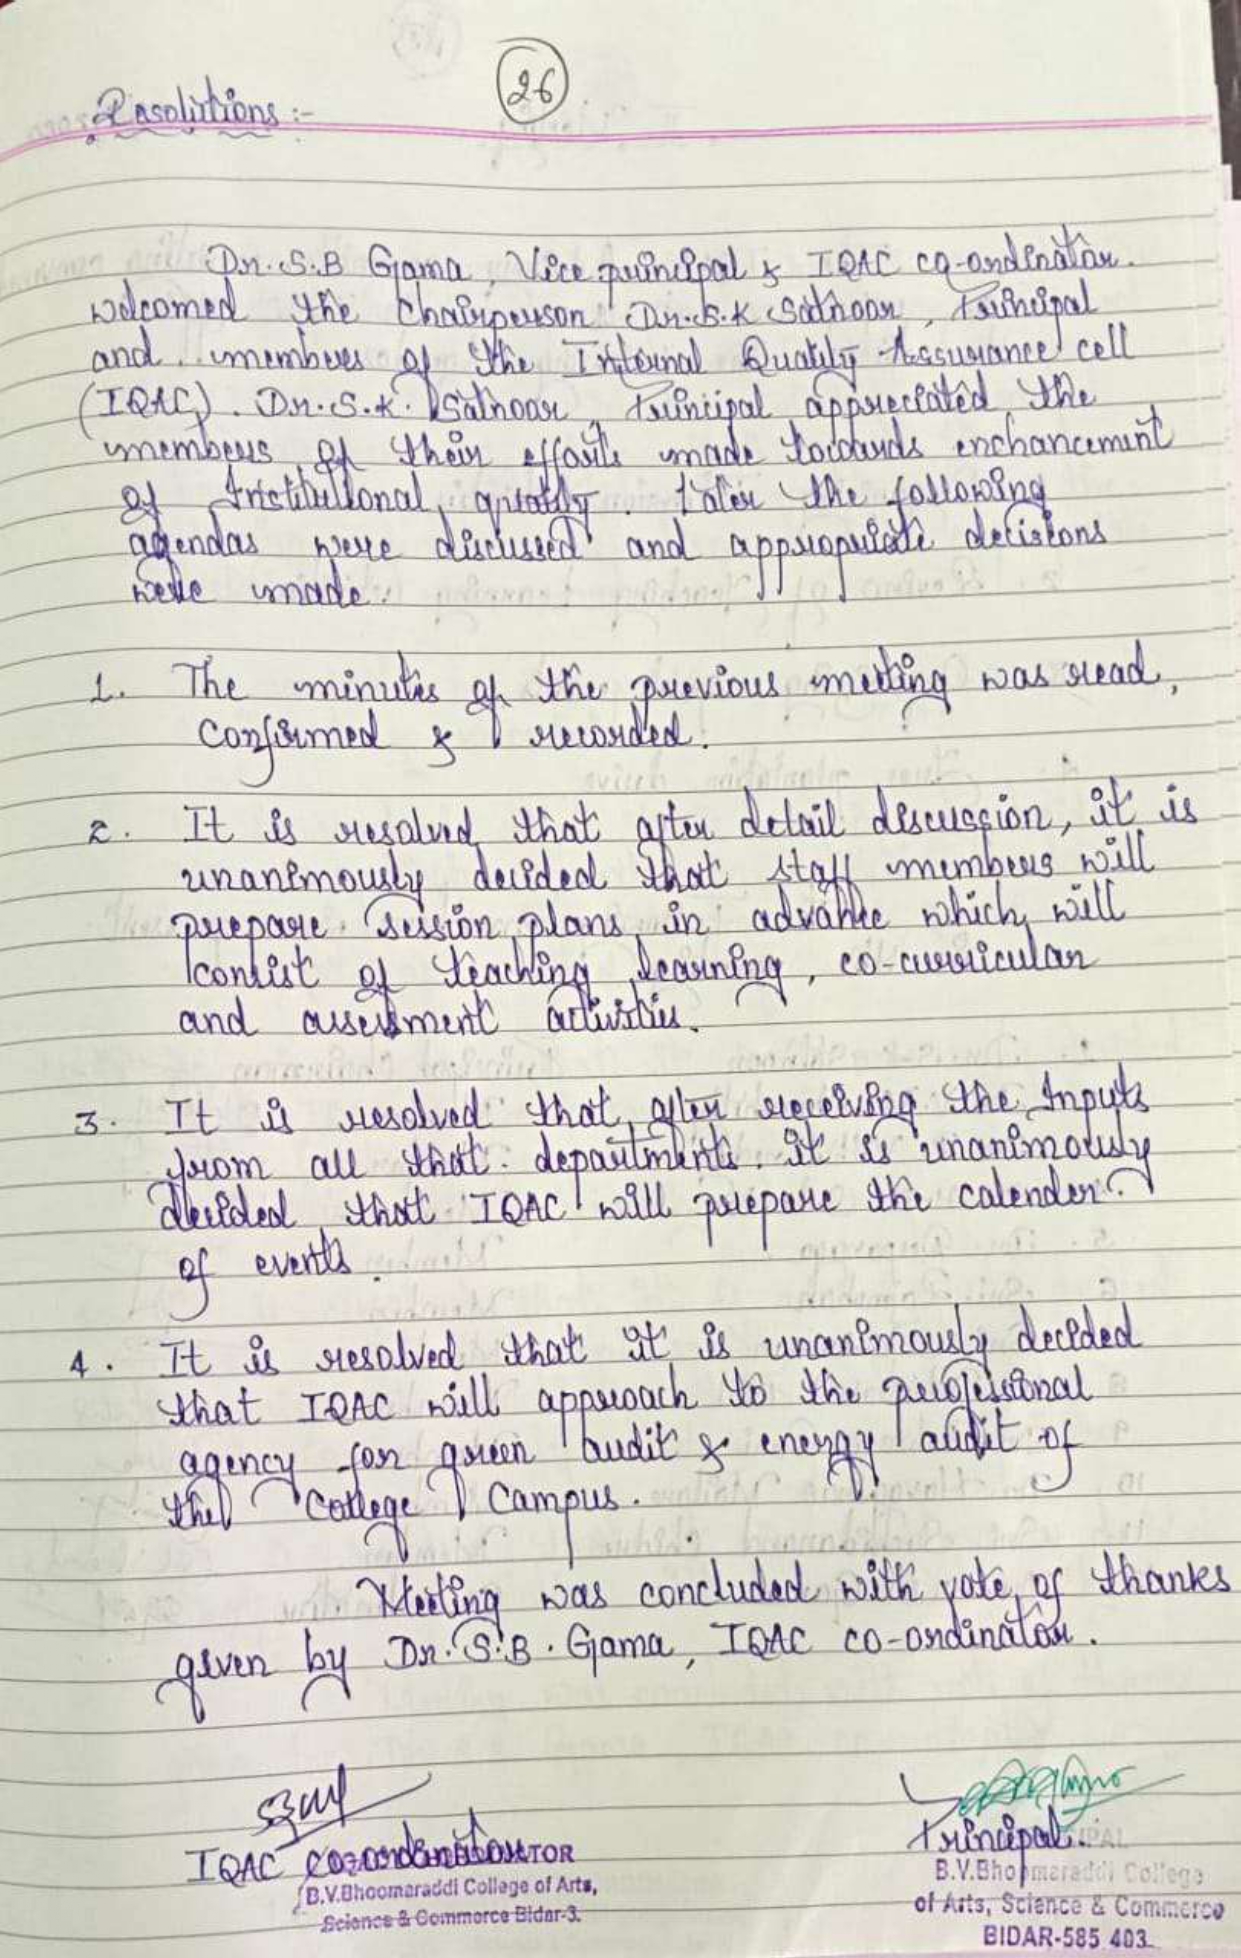 26
Resolutions :-
Dr. S.B Gama, Vice principal & IQAC co-ordinator.
welcomed the Chairperson Dr. S.K Satnoor, Principal
and members of the Internal Quality Assurance cell
(IQAC). Dr. S.K. Satnoor, Principal appreciated the
members of their efforts made towards enchancement
of Institutional quality. Later the following
agendas were discussed and appropriate decisions
were made.
1. The minutes of the previous meeting was read,
Confirmed & recorded.
2. It is resolved that after detail discussion, it is
unanimously decided that staff members will
prepare session plans in advance which will
consist of teaching learning, co-curricular
and assessment activities.
3. It is resolved that after receiving the Inputs
from all that departments. it is unanimously
decided that IQAC will prepare the calender
of events.
4. It is resolved that it is unanimously decided
that IQAC will approach to the professional
agency for green audit & energy audit of
the College Campus.
Meeting was concluded with vote of thanks
given by Dr. S.B. Gama, IQAC co-ordinator.
IQAC co-ordinator
B.V.Bhoomaraddi College of Arts,
Science & Commerce Bidar-3.
Principal.
B.V.Bhoomaraddi College
of Arts, Science & Commerce
BIDAR-585 403.